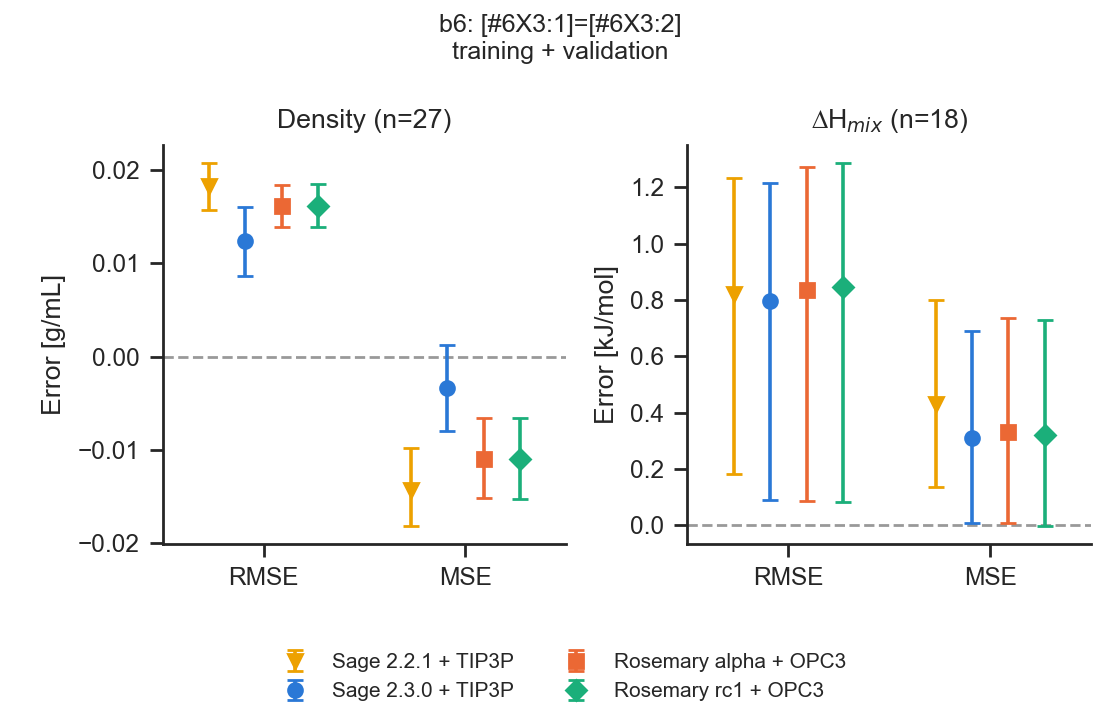 b6: [#6X3:1]=[#6X3:2]
training + validation
Density (n=27)
ΔH_mix (n=18)
Error [g/mL]
0.02
0.01
0.00
−0.01
−0.02
RMSE
MSE
Error [kJ/mol]
1.2
1.0
0.8
0.6
0.4
0.2
0.0
RMSE
MSE
Sage 2.2.1 + TIP3P
Sage 2.3.0 + TIP3P
Rosemary alpha + OPC3
Rosemary rc1 + OPC3